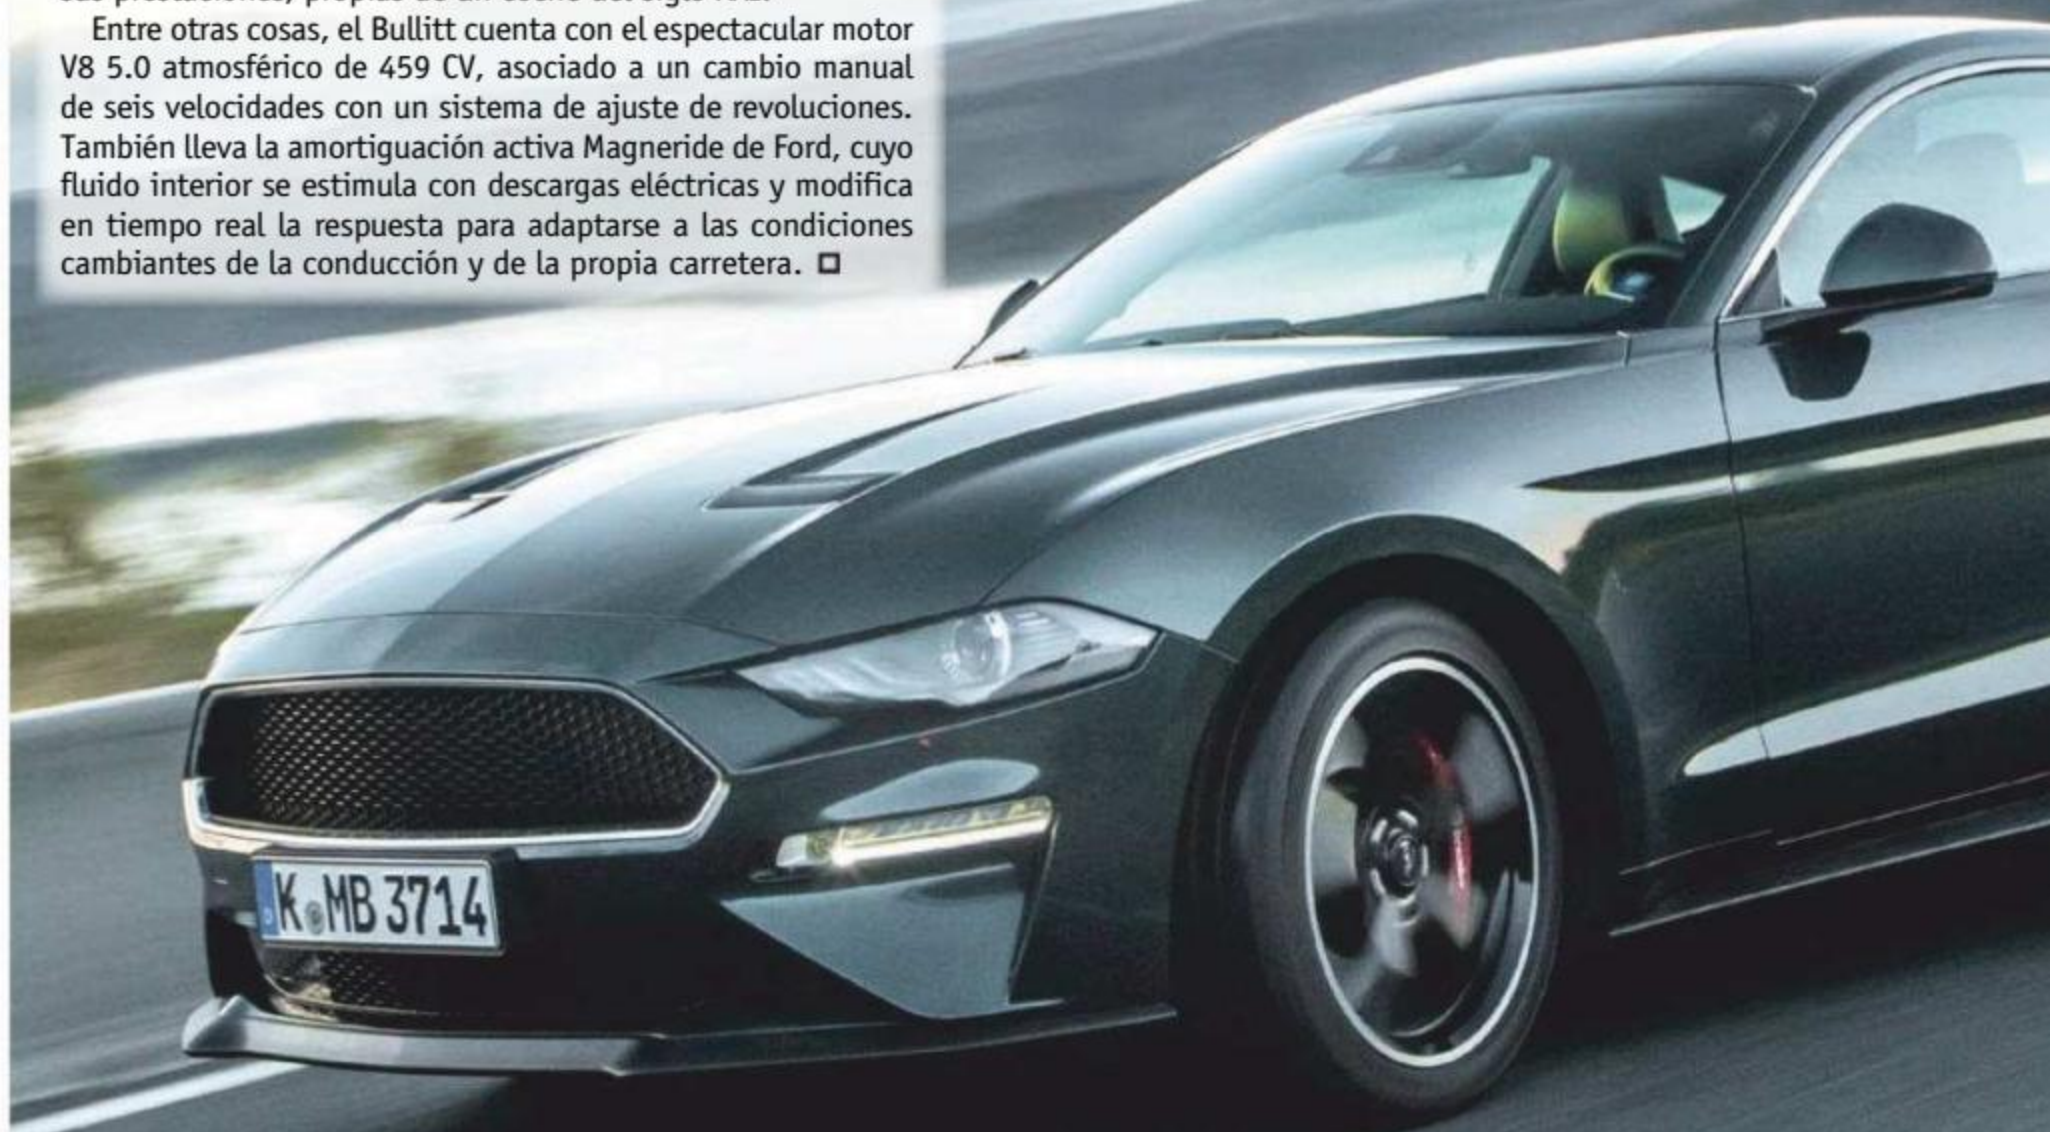 Entre otras cosas, el Bullitt cuenta con el espectacular motor
V8 5.0 atmosférico de 459 CV, asociado a un cambio manual
de seis velocidades con un sistema de ajuste de revoluciones.
También lleva la amortiguación activa Magneride de Ford, cuyo
fluido interior se estimula con descargas eléctricas y modifica
en tiempo real la respuesta para adaptarse a las condiciones
cambiantes de la conducción y de la propia carretera.
K MB 3714